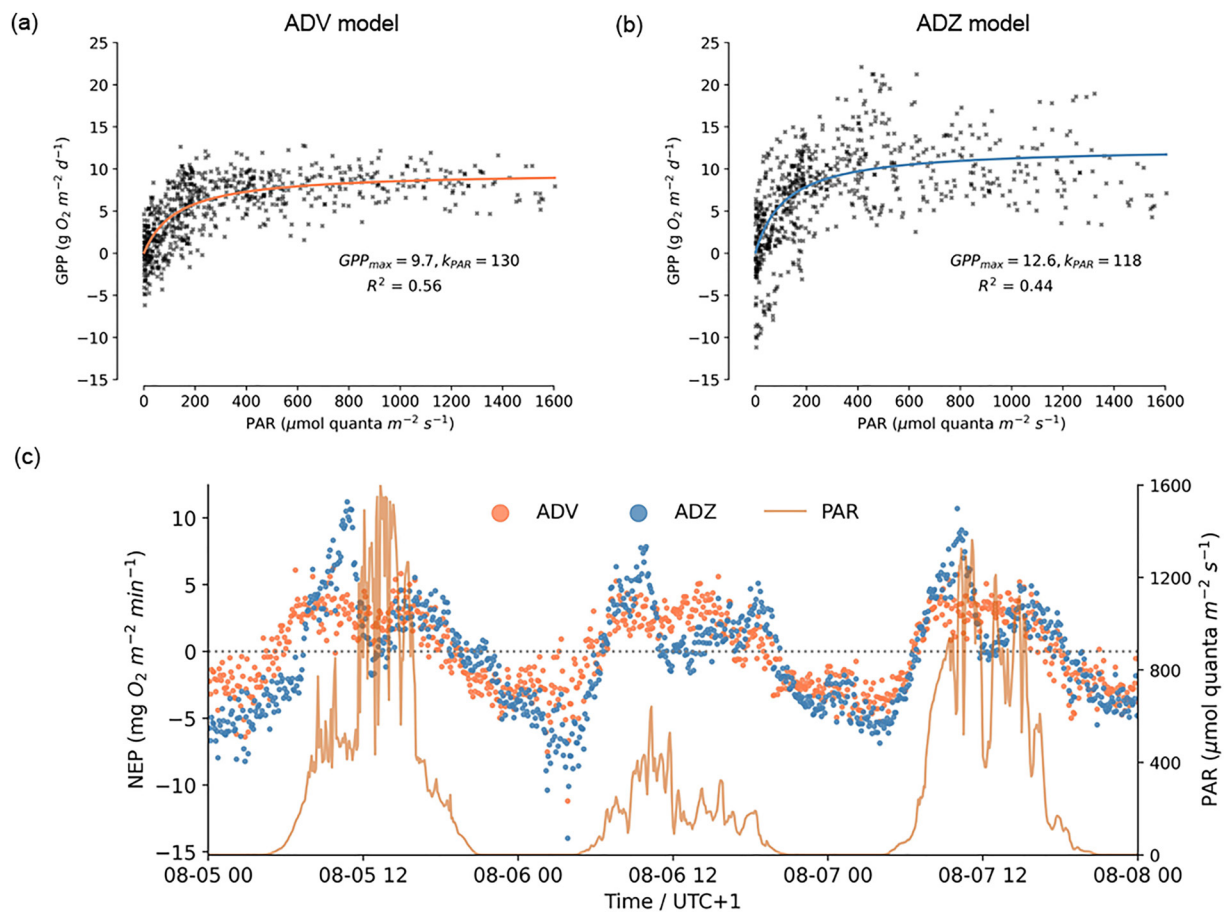 (a)
ADV model
25
20
15
10
5
0
−5
−10
−15
GPP (g O₂ m⁻² d⁻¹)
GPPₘₐₓ = 9.7, k_PAR = 130
R² = 0.56
0 200 400 600 800 1000 1200 1400 1600
PAR (μmol quanta m⁻² s⁻¹)
(b)
ADZ model
25
20
15
10
5
0
−5
−10
−15
GPP (g O₂ m⁻² d⁻¹)
GPPₘₐₓ = 12.6, k_PAR = 118
R² = 0.44
0 200 400 600 800 1000 1200 1400 1600
PAR (μmol quanta m⁻² s⁻¹)
(c)
ADV ADZ PAR
10
5
0
−5
−10
−15
NEP (mg O₂ m⁻² min⁻¹)
1600
1200
800
400
0
PAR (μmol quanta m⁻² s⁻¹)
08-05 00 08-05 12 08-06 00 08-06 12 08-07 00 08-07 12 08-08 00
Time / UTC+1